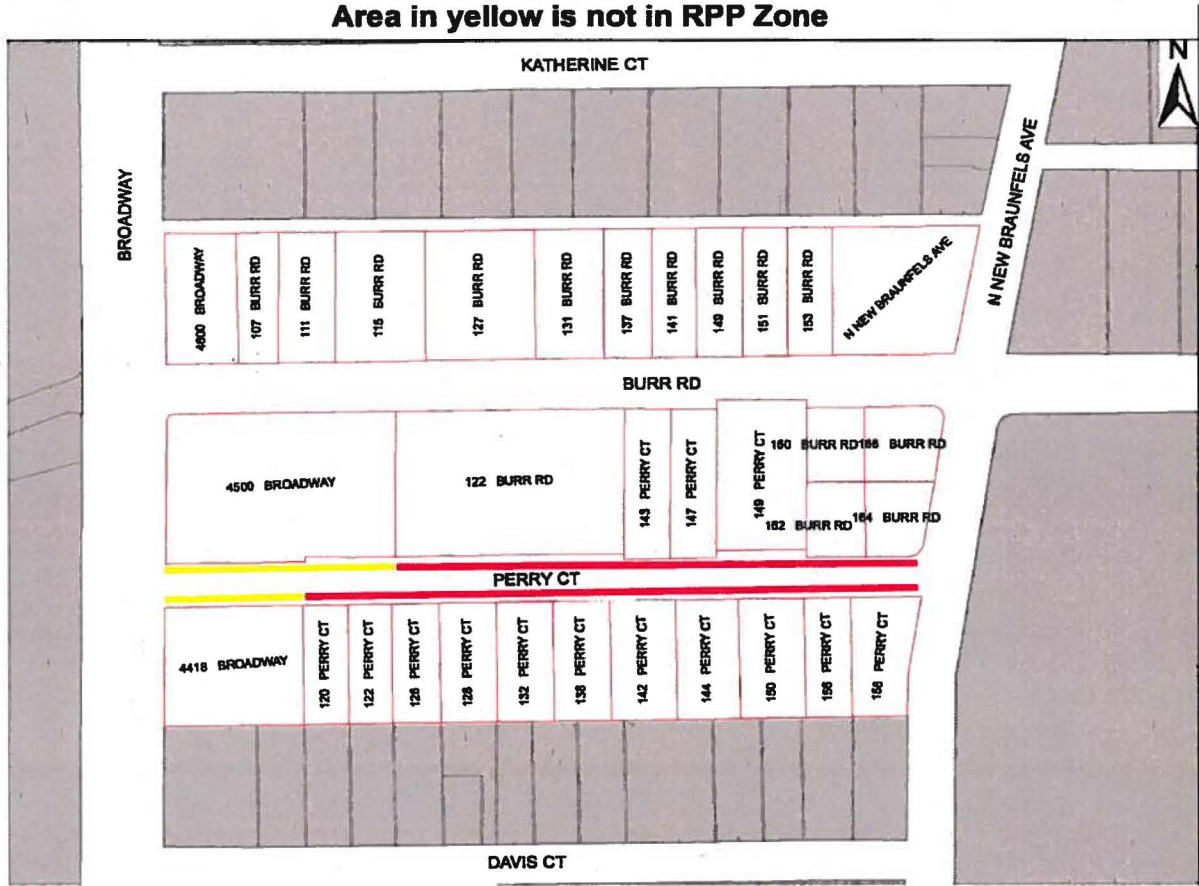 Area in yellow is not in RPP Zone
N
KATHERINE CT
BROADWAY
N NEW BRAUNFELS AVE
4600 BROADWAY
107 BURR RD
111 BURR RD
115 BURR RD
127 BURR RD
131 BURR RD
137 BURR RD
141 BURR RD
149 BURR RD
151 BURR RD
153 BURR RD
N NEW BRAUNFELS AVE
BURR RD
4500 BROADWAY
122 BURR RD
143 PERRY CT
147 PERRY CT
149 PERRY CT
160 BURR RD
166 BURR RD
162 BURR RD
164 BURR RD
PERRY CT
4418 BROADWAY
120 PERRY CT
122 PERRY CT
126 PERRY CT
128 PERRY CT
132 PERRY CT
138 PERRY CT
142 PERRY CT
144 PERRY CT
150 PERRY CT
156 PERRY CT
158 PERRY CT
DAVIS CT